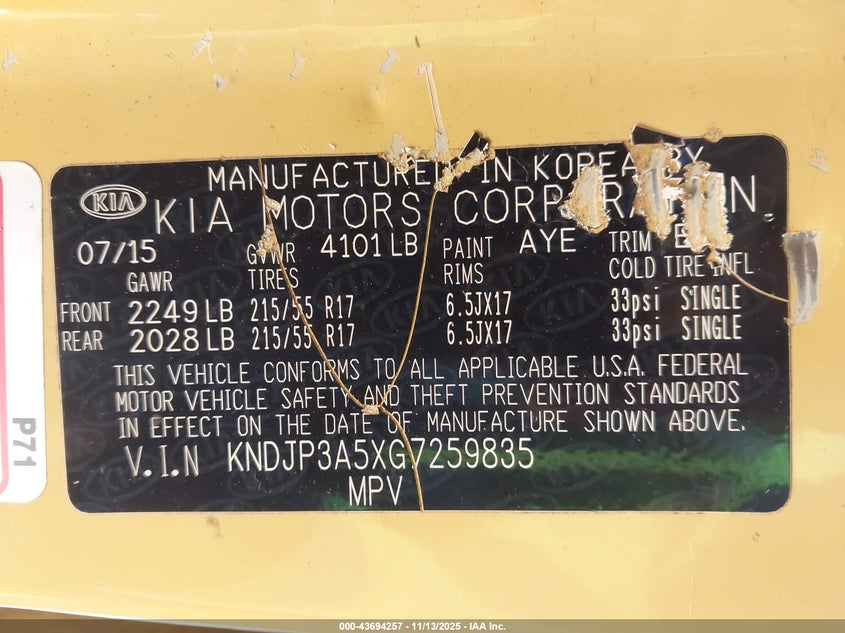 MANUFACTURED IN KOREA BY
KIA
KIA MOTORS CORPORATION
07/15 GVWR 4101 LB PAINT AYE TRIM
GAWR TIRES RIMS COLD TIRE INFL
FRONT 2249 LB 215/55 R17 6.5JX17 33psi SINGLE
REAR 2028 LB 215/55 R17 6.5JX17 33psi SINGLE
THIS VEHICLE CONFORMS TO ALL APPLICABLE U.S.A. FEDERAL
MOTOR VEHICLE SAFETY AND THEFT PREVENTION STANDARDS
IN EFFECT ON THE DATE OF MANUFACTURE SHOWN ABOVE.
V.I.N KNDJP3A5XG7259835
MPV
P71
000-43694257 - 11/13/2025 - IAA Inc.